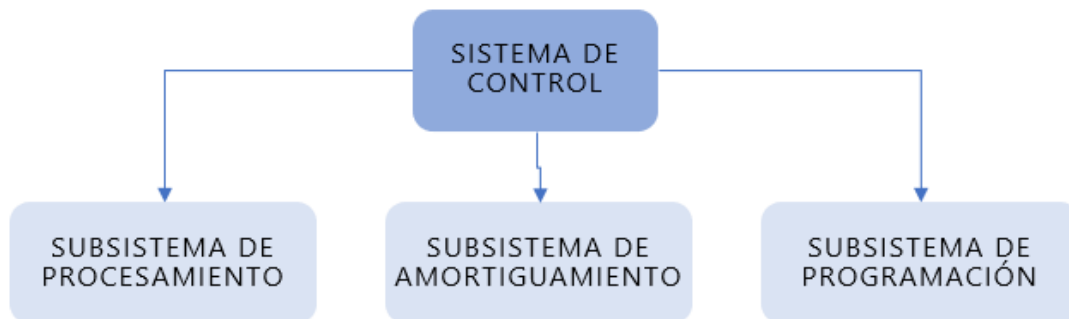 SISTEMA DE
CONTROL
SUBSISTEMA DE
PROCESAMIENTO
SUBSISTEMA DE
AMORTIGUAMIENTO
SUBSISTEMA DE
PROGRAMACIÓN